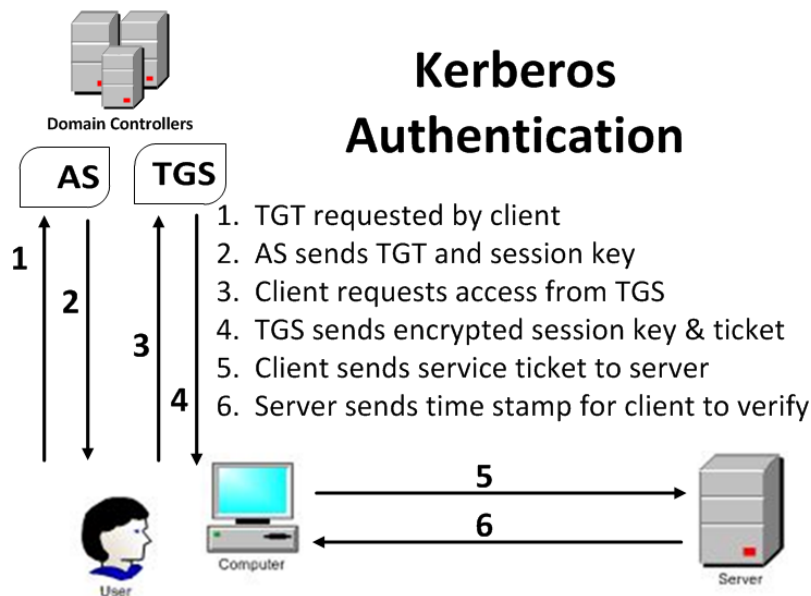 Kerberos
Authentication
Domain Controllers
AS
TGS
1. TGT requested by client
2. AS sends TGT and session key
3. Client requests access from TGS
4. TGS sends encrypted session key & ticket
5. Client sends service ticket to server
6. Server sends time stamp for client to verify
1
2
3
4
5
6
User
Computer
Server